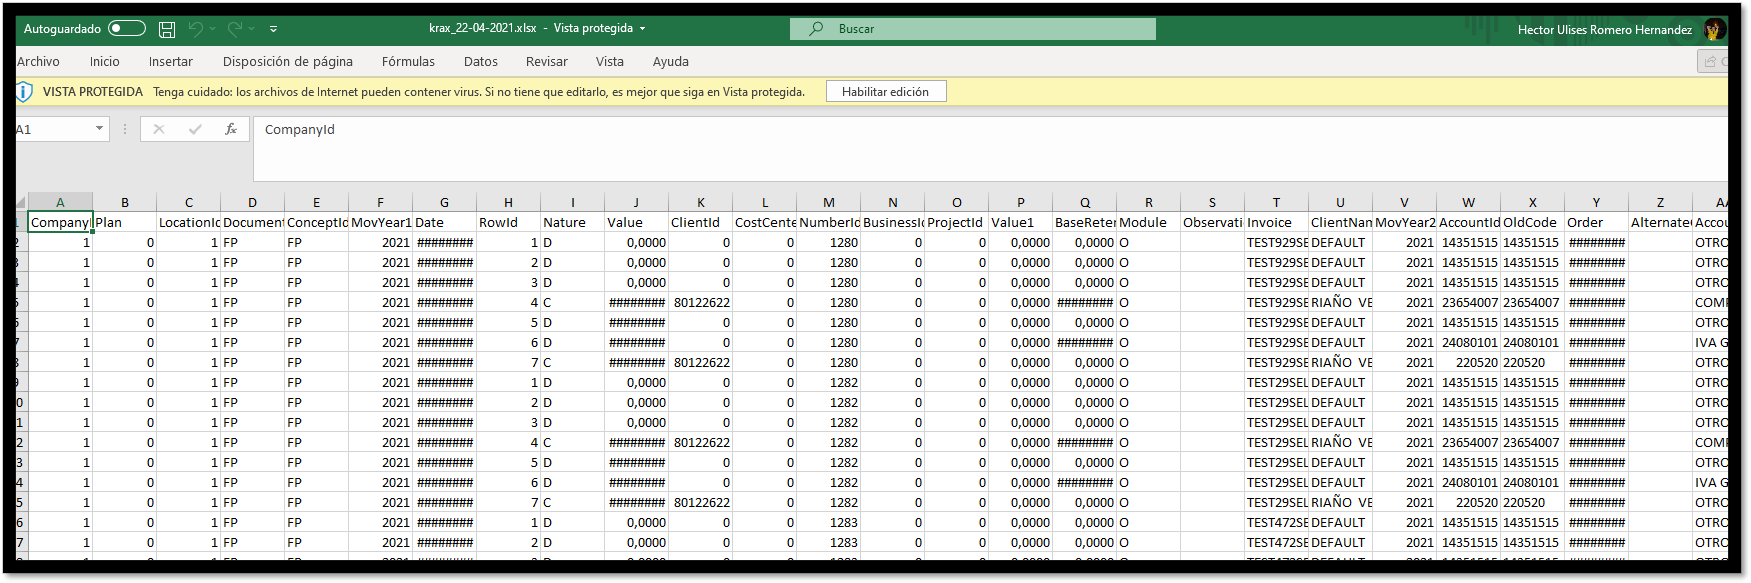 Autoguardado krax_22-04-2021.xlsx - Vista protegida Buscar Hector Ulises Romero Hernandez
Archivo Inicio Insertar Disposición de página Fórmulas Datos Revisar Vista Ayuda
VISTA PROTEGIDA Tenga cuidado: los archivos de Internet pueden contener virus. Si no tiene que editarlo, es mejor que siga en Vista protegida. Habilitar edición
A1 fx CompanyId
A B C D E F G H I J K L M N O P Q R S T U V W X Y Z AA
1 CompanyI Plan LocationId Document ConceptId MovYear1 Date RowId Nature Value ClientId CostCente NumberId BusinessId ProjectId Value1 BaseReten Module Observati Invoice ClientNam MovYear2 AccountId OldCode Order Alternate Accou
2 1 0 1 FP FP 2021 ######## 1 D 0,0000 0 0 1280 0 0 0,0000 0,0000 O TEST929SE DEFAULT 2021 14351515 14351515 ######## OTRO
3 1 0 1 FP FP 2021 ######## 2 D 0,0000 0 0 1280 0 0 0,0000 0,0000 O TEST929SE DEFAULT 2021 14351515 14351515 ######## OTRO
4 1 0 1 FP FP 2021 ######## 3 D 0,0000 0 0 1280 0 0 0,0000 0,0000 O TEST929SE DEFAULT 2021 14351515 14351515 ######## OTRO
5 1 0 1 FP FP 2021 ######## 4 C ######## 80122622 0 1280 0 0 0,0000 ######## O TEST929SE RIAÑO VE 2021 23654007 23654007 ######## COMP
6 1 0 1 FP FP 2021 ######## 5 D ######## 0 0 1280 0 0 0,0000 0,0000 O TEST929SE DEFAULT 2021 14351515 14351515 ######## OTRO
7 1 0 1 FP FP 2021 ######## 6 D ######## 0 0 1280 0 0 0,0000 ######## O TEST929SE DEFAULT 2021 24080101 24080101 ######## IVA G
8 1 0 1 FP FP 2021 ######## 7 C ######## 80122622 0 1280 0 0 0,0000 0,0000 O TEST929SE RIAÑO VE 2021 220520 220520 ######## OTRO
9 1 0 1 FP FP 2021 ######## 1 D 0,0000 0 0 1282 0 0 0,0000 0,0000 O TEST29SEL DEFAULT 2021 14351515 14351515 ######## OTRO
0 1 0 1 FP FP 2021 ######## 2 D 0,0000 0 0 1282 0 0 0,0000 0,0000 O TEST29SEL DEFAULT 2021 14351515 14351515 ######## OTRO
1 1 0 1 FP FP 2021 ######## 3 D 0,0000 0 0 1282 0 0 0,0000 0,0000 O TEST29SEL DEFAULT 2021 14351515 14351515 ######## OTRO
2 1 0 1 FP FP 2021 ######## 4 C ######## 80122622 0 1282 0 0 0,0000 ######## O TEST29SEL RIAÑO VE 2021 23654007 23654007 ######## COMP
3 1 0 1 FP FP 2021 ######## 5 D ######## 0 0 1282 0 0 0,0000 0,0000 O TEST29SEL DEFAULT 2021 14351515 14351515 ######## OTRO
4 1 0 1 FP FP 2021 ######## 6 D ######## 0 0 1282 0 0 0,0000 ######## O TEST29SEL DEFAULT 2021 24080101 24080101 ######## IVA G
5 1 0 1 FP FP 2021 ######## 7 C ######## 80122622 0 1282 0 0 0,0000 0,0000 O TEST29SEL RIAÑO VE 2021 220520 220520 ######## OTRO
6 1 0 1 FP FP 2021 ######## 1 D 0,0000 0 0 1283 0 0 0,0000 0,0000 O TEST472SE DEFAULT 2021 14351515 14351515 ######## OTRO
7 1 0 1 FP FP 2021 ######## 2 D 0,0000 0 0 1283 0 0 0,0000 0,0000 O TEST472SE DEFAULT 2021 14351515 14351515 ######## OTRO